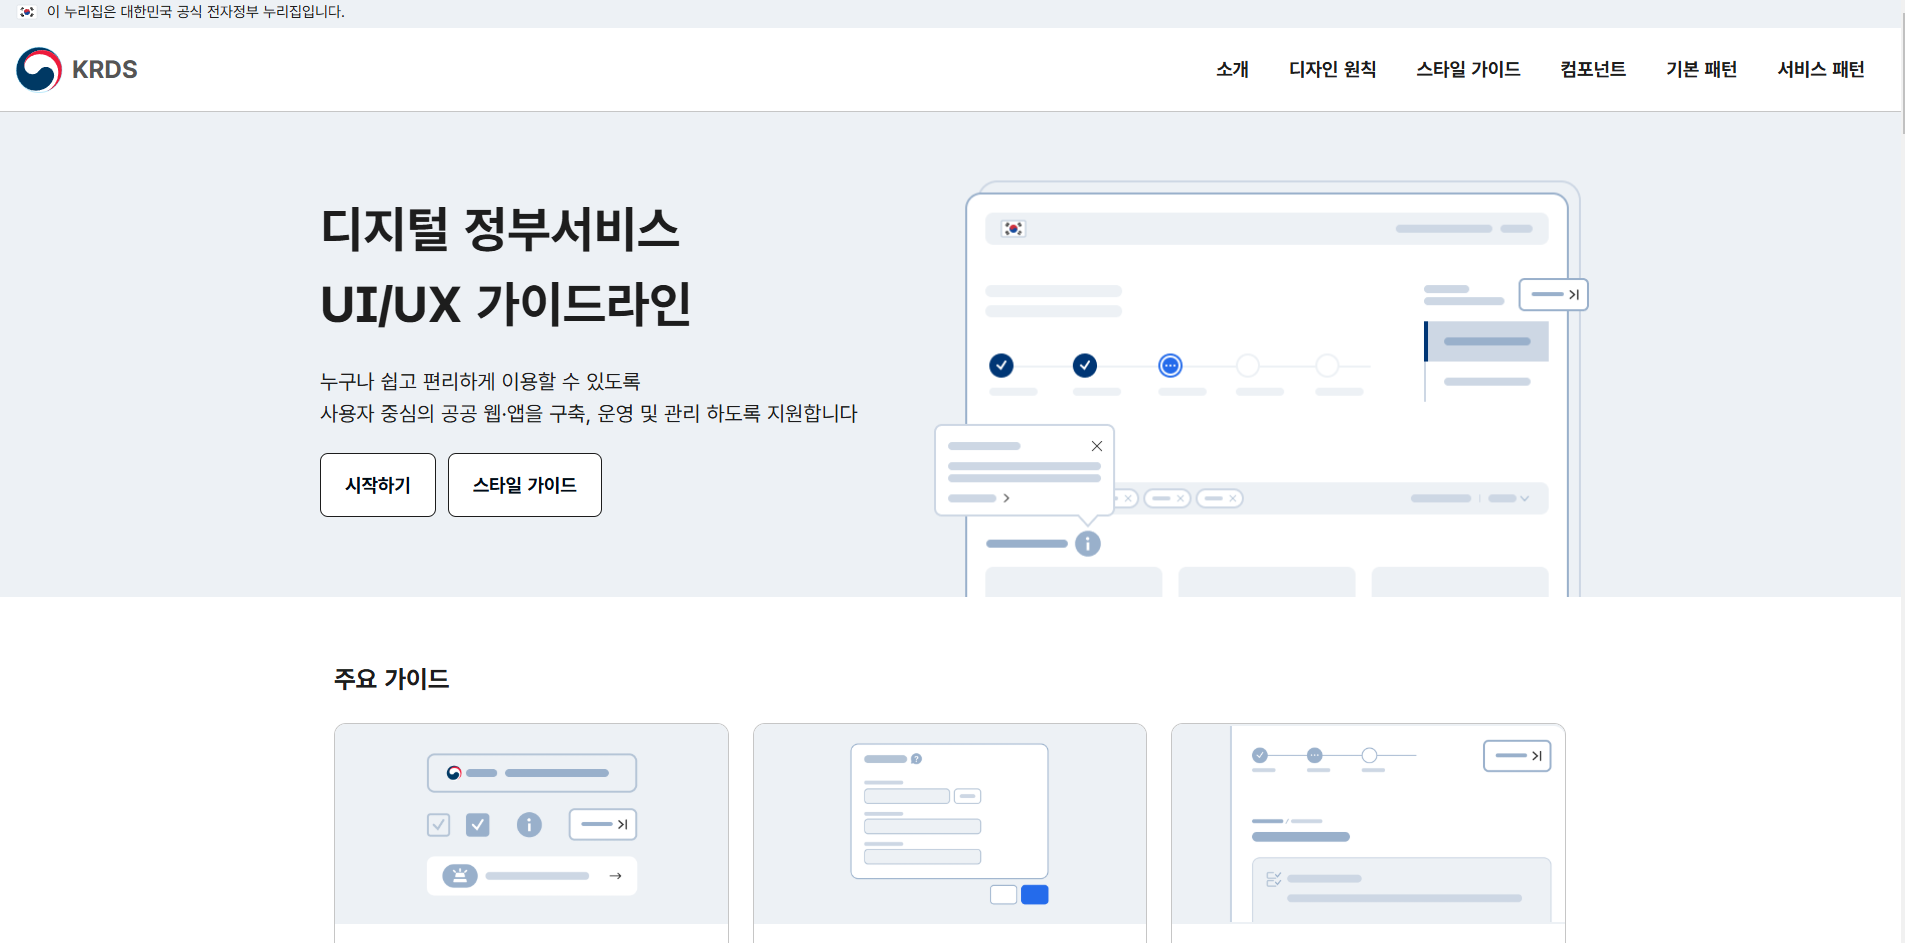 이 누리집은 대한민국 공식 전자정부 누리집입니다.
KRDS
소개
디자인 원칙
스타일 가이드
컴포넌트
기본 패턴
서비스 패턴
디지털 정부서비스
UI/UX 가이드라인
누구나 쉽고 편리하게 이용할 수 있도록
사용자 중심의 공공 웹·앱을 구축, 운영 및 관리 하도록 지원합니다
시작하기
스타일 가이드
주요 가이드